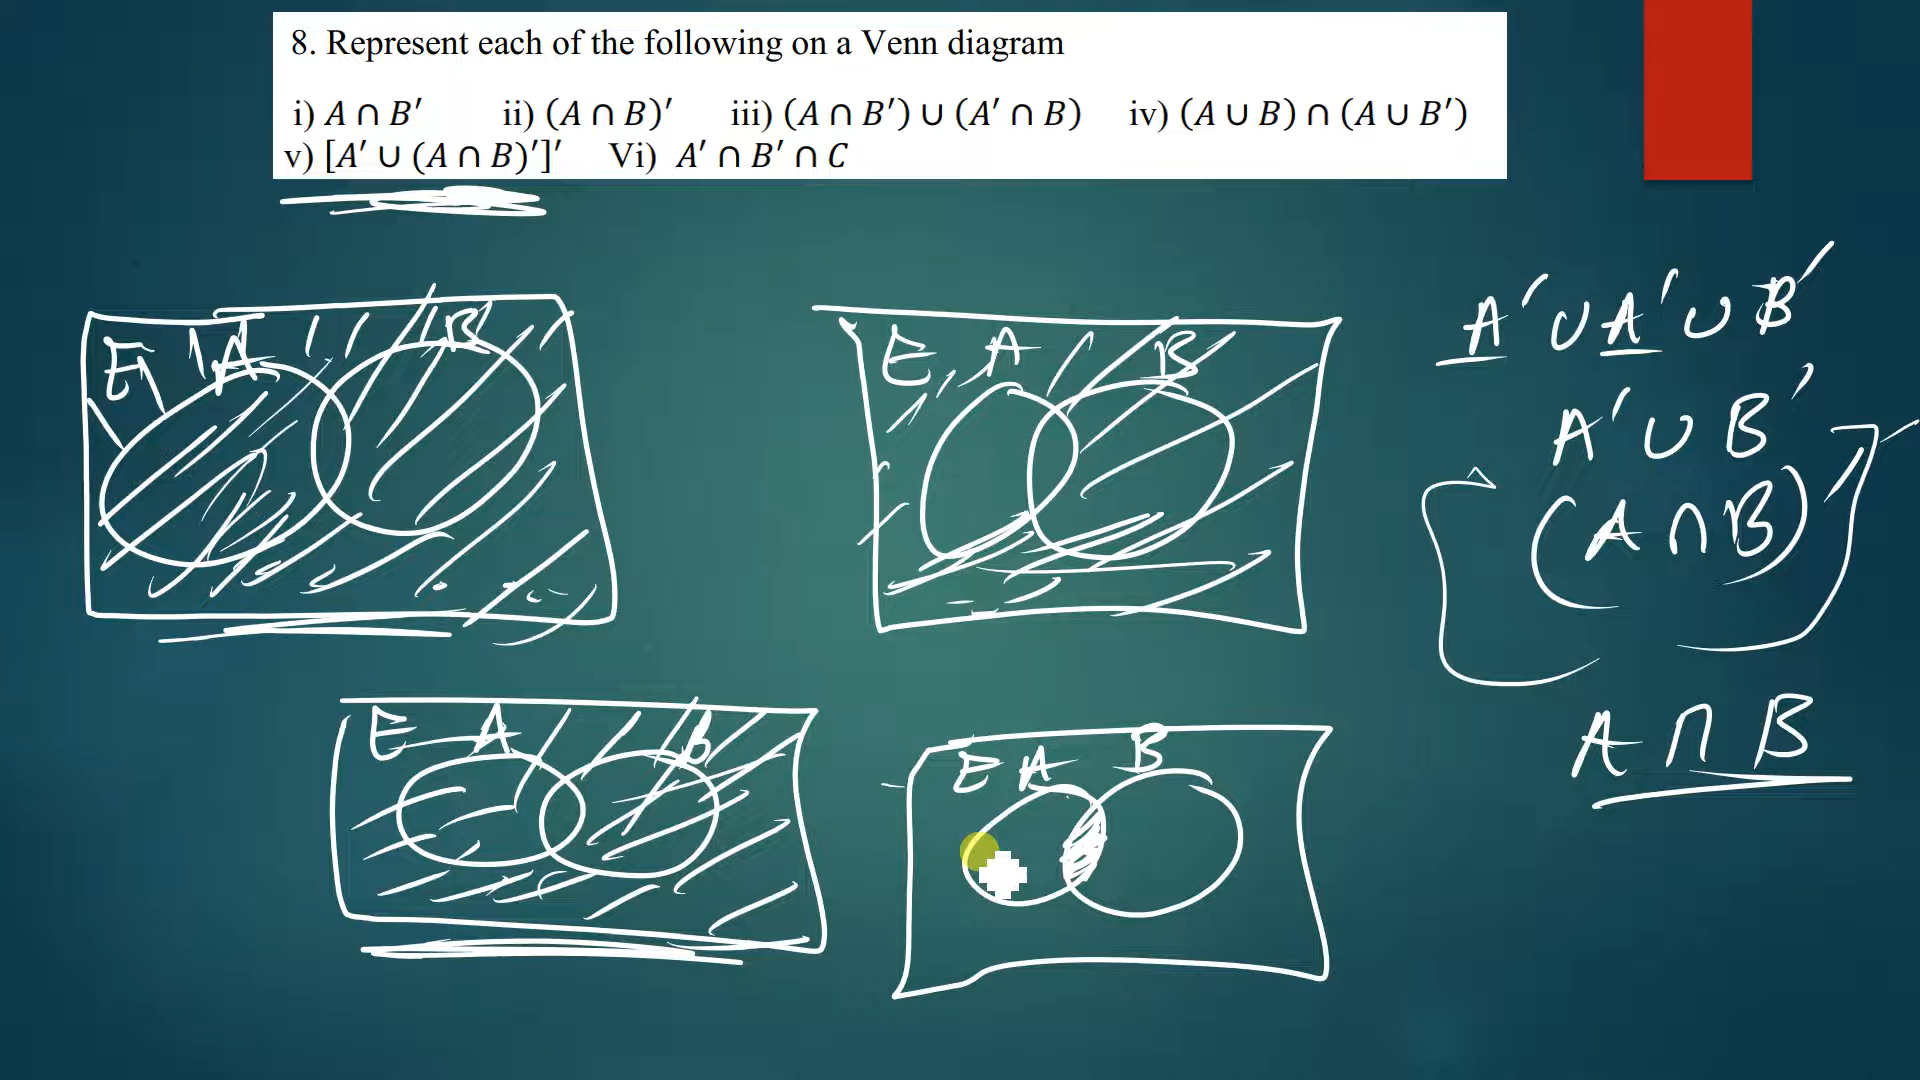 8. Represent each of the following on a Venn diagram
i) A ∩ B′ ii) (A ∩ B)′ iii) (A ∩ B′) ∪ (A′ ∩ B) iv) (A ∪ B) ∩ (A ∪ B′)
v) [A′ ∪ (A ∩ B)′]′ Vi) A′ ∩ B′ ∩ C
E A B
E A B
A′ ∪ A′ ∪ B′
A′ ∪ B′
(A ∩ B)′
E A B
E A B
A ∩ B